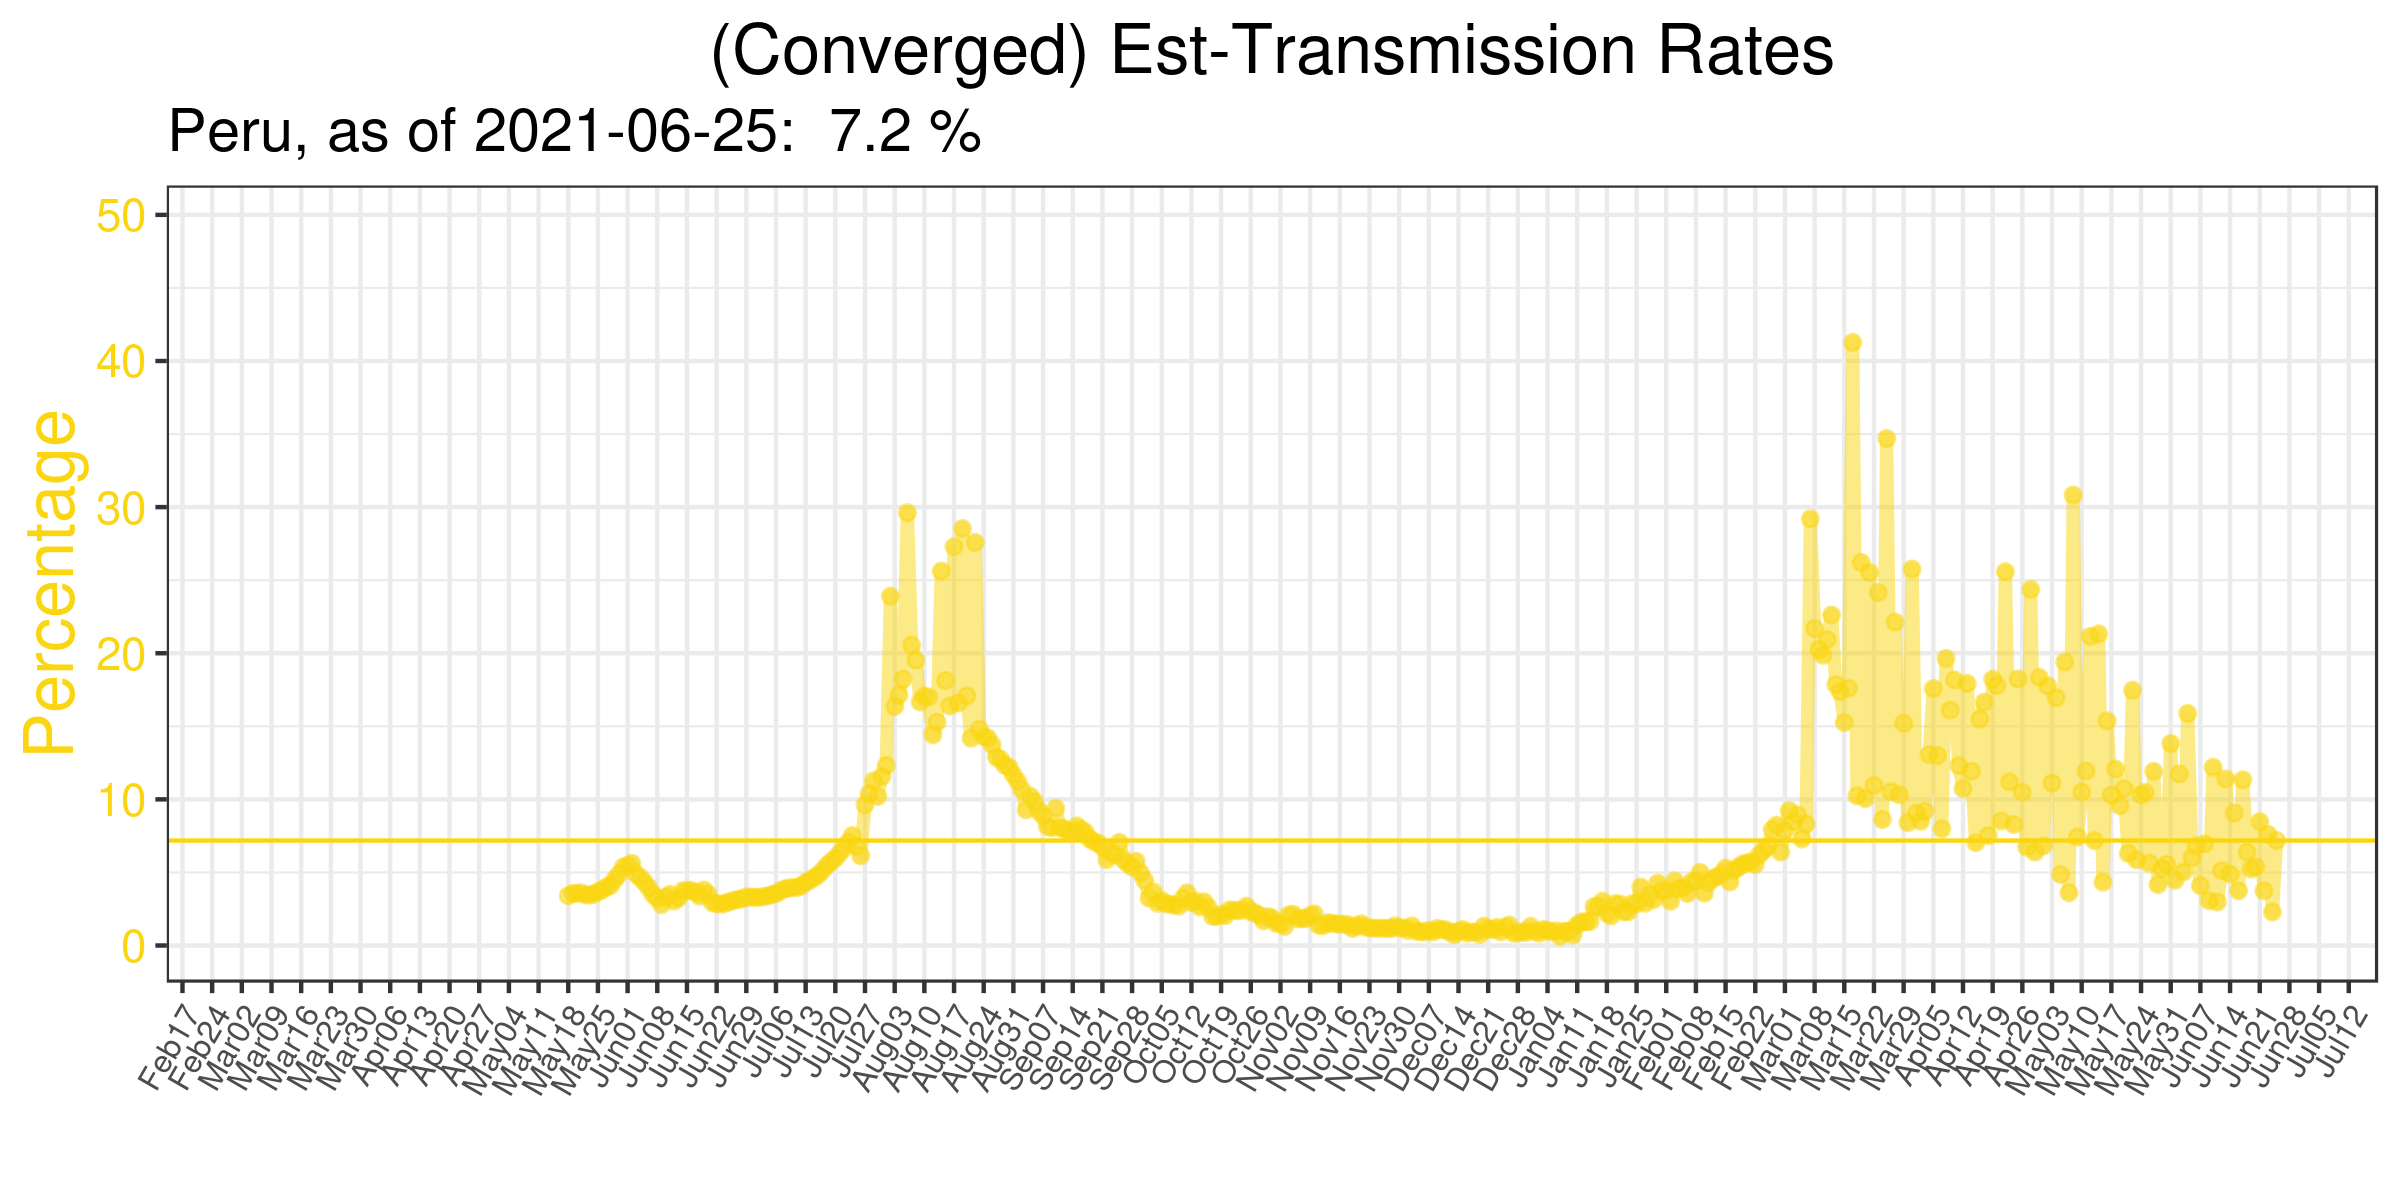 (Converged) Est-Transmission Rates
Peru, as of 2021-06-25: 7.2 %
Percentage
50
40
30
20
10
0
Feb17
Feb24
Mar02
Mar09
Mar16
Mar23
Mar30
Apr06
Apr13
Apr20
Apr27
May04
May11
May18
May25
Jun01
Jun08
Jun15
Jun22
Jun29
Jul06
Jul13
Jul20
Jul27
Aug03
Aug10
Aug17
Aug24
Aug31
Sep07
Sep14
Sep21
Sep28
Oct05
Oct12
Oct19
Oct26
Nov02
Nov09
Nov16
Nov23
Nov30
Dec07
Dec14
Dec21
Dec28
Jan04
Jan11
Jan18
Jan25
Feb01
Feb08
Feb15
Feb22
Mar01
Mar08
Mar15
Mar22
Mar29
Apr05
Apr12
Apr19
Apr26
May03
May10
May17
May24
May31
Jun07
Jun14
Jun21
Jun28
Jul05
Jul12